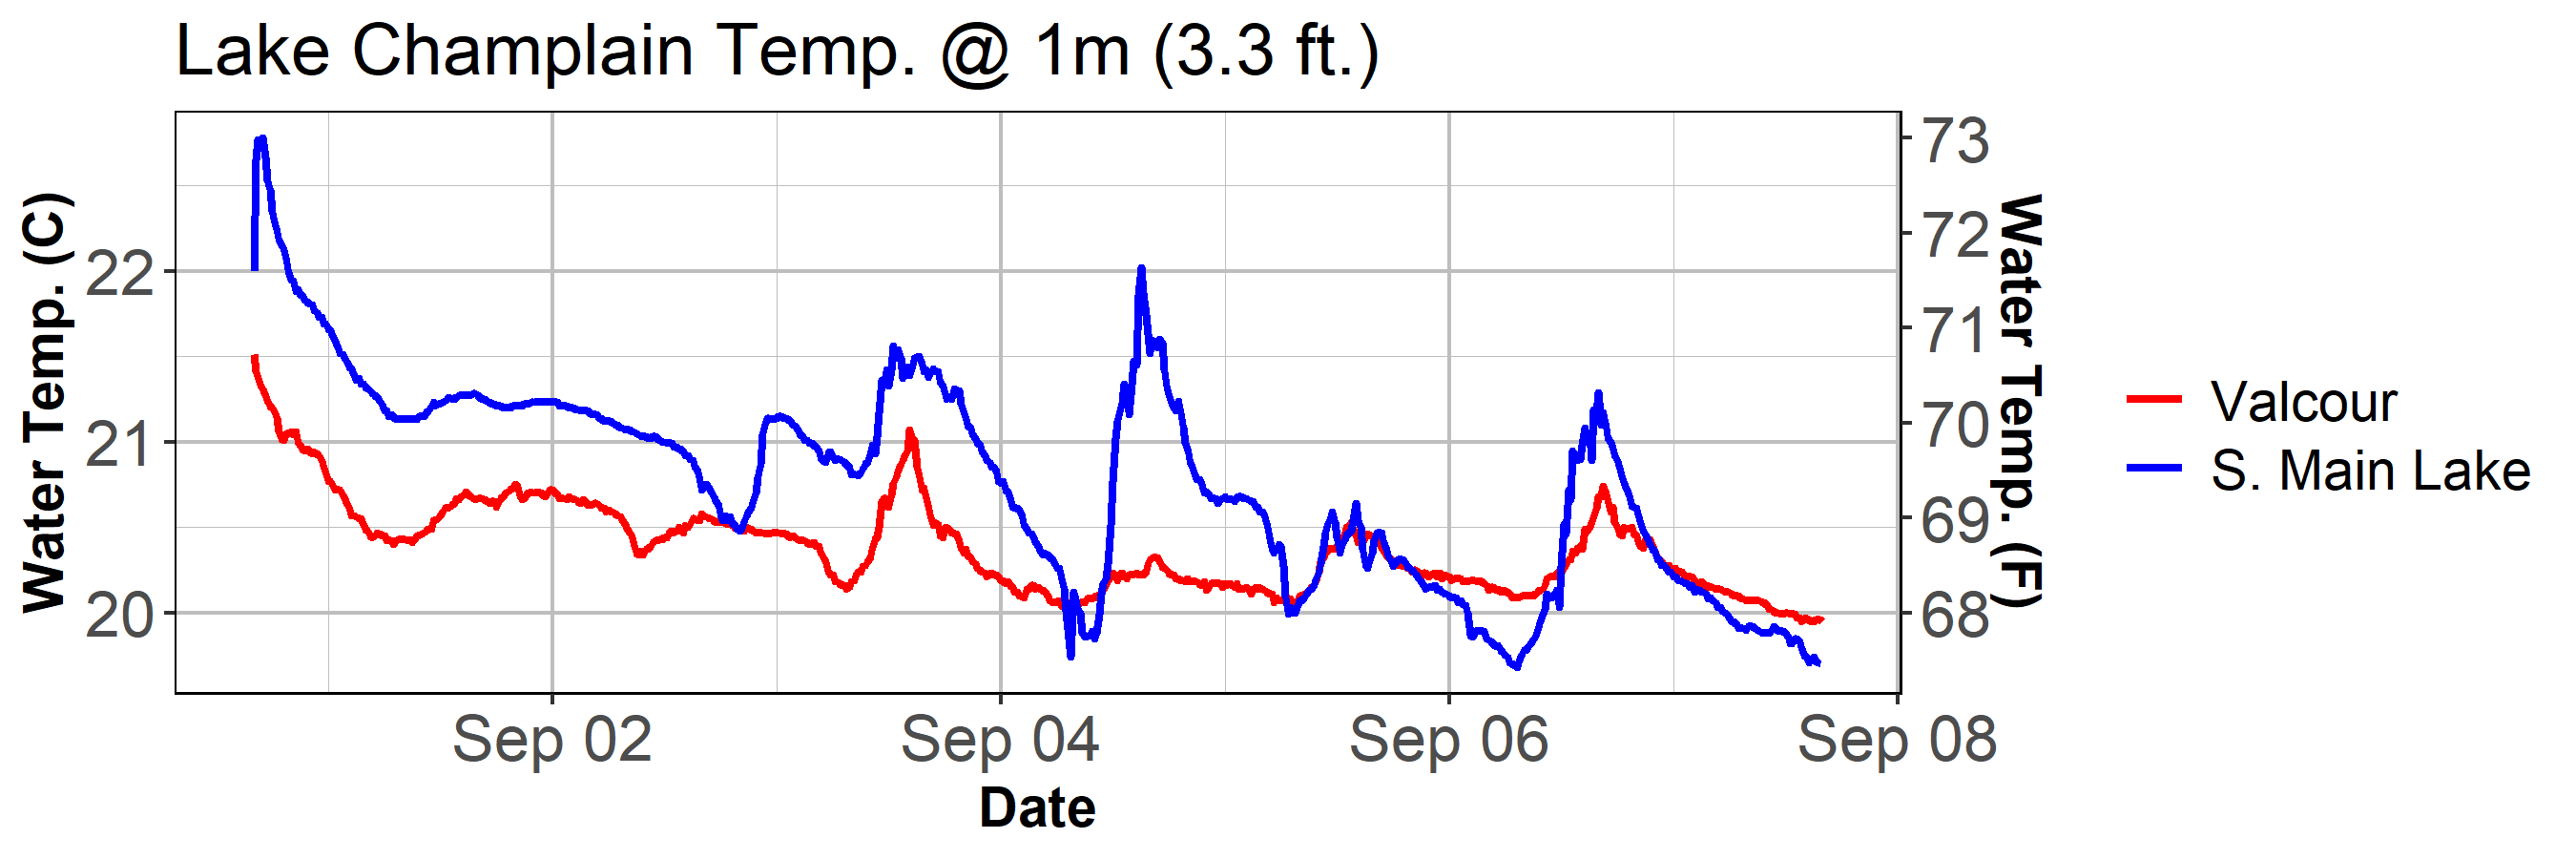 Lake Champlain Temp. @ 1m (3.3 ft.)
Water Temp. (C)
22
21
20
73
72
71
70
69
68
Water Temp. (F)
Sep 02
Sep 04
Sep 06
Sep 08
Date
Valcour
S. Main Lake